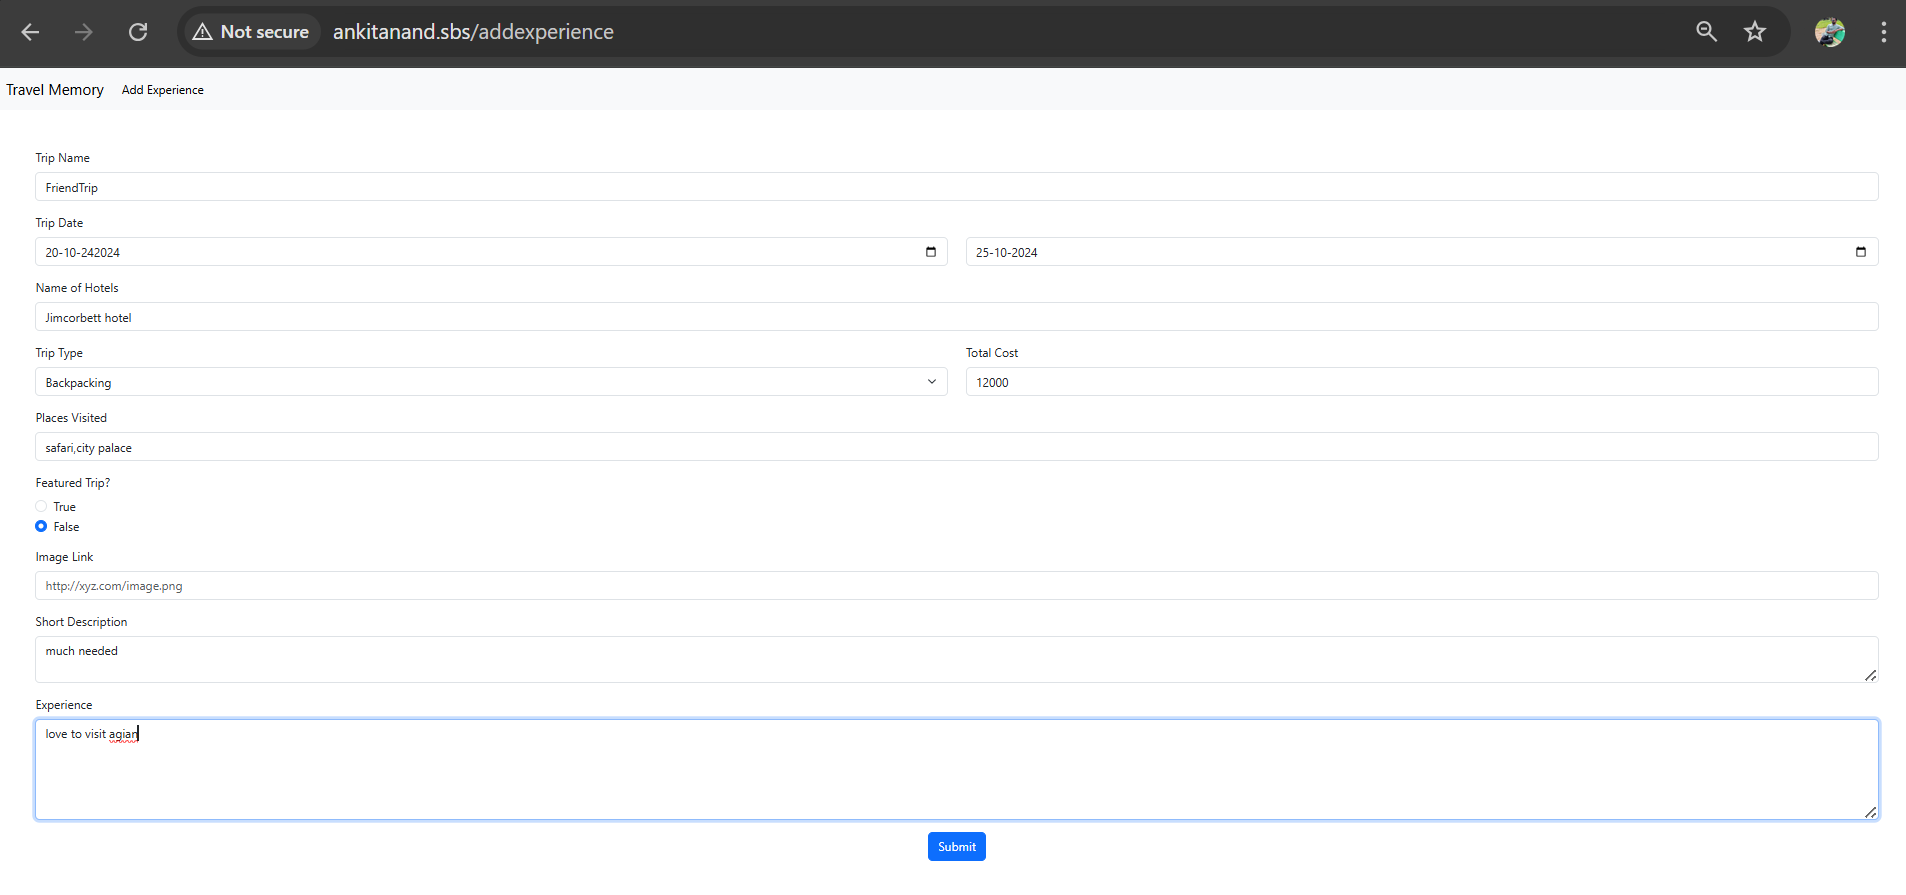 Not secure ankitanand.sbs/addexperience
Travel Memory Add Experience
Trip Name
FriendTrip
Trip Date
20-10-242024 25-10-2024
Name of Hotels
Jimcorbett hotel
Trip Type Total Cost
Backpacking 12000
Places Visited
safari,city palace
Featured Trip?
True
False
Image Link
http://xyz.com/image.png
Short Description
much needed
Experience
love to visit agian
Submit